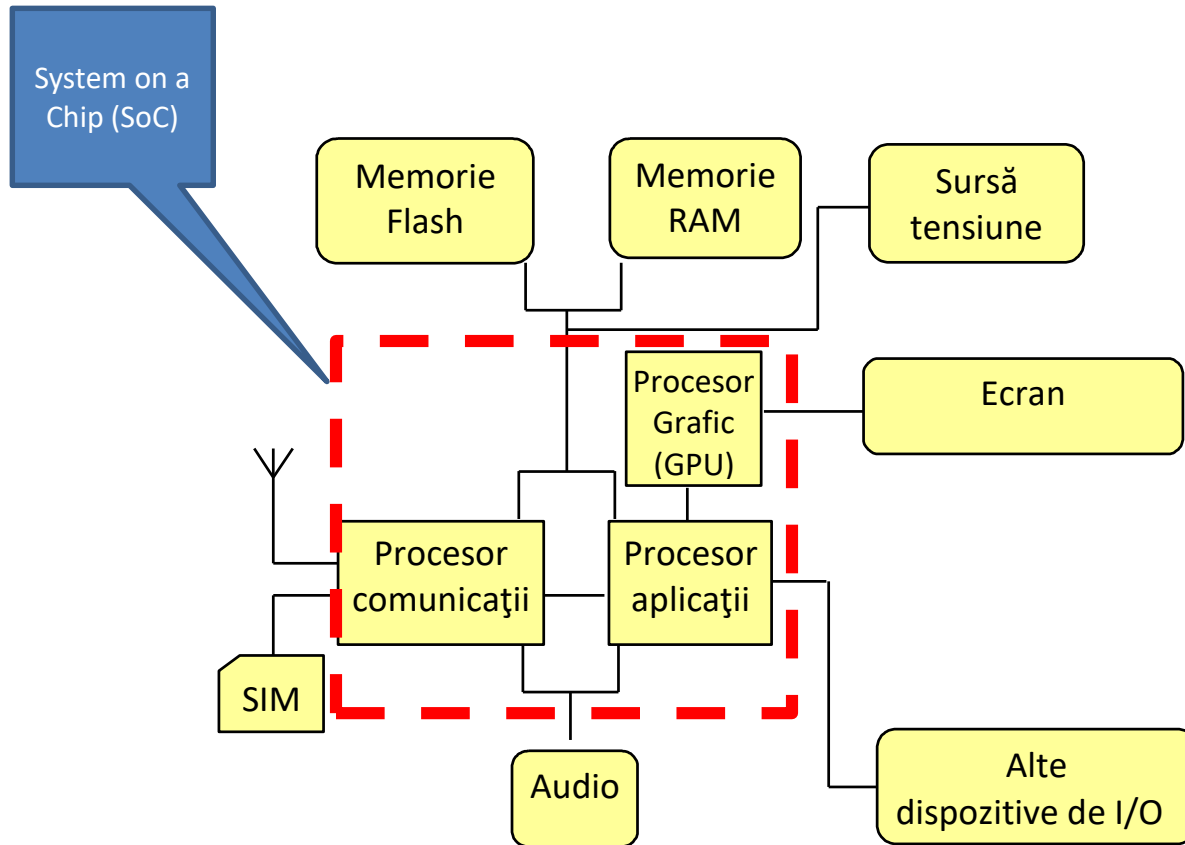 System on a
Chip (SoC)
Memorie
Flash
Memorie
RAM
Sursă
tensiune
Procesor
Grafic
(GPU)
Ecran
Procesor
comunicaţii
Procesor
aplicaţii
SIM
Audio
Alte
dispozitive de I/O